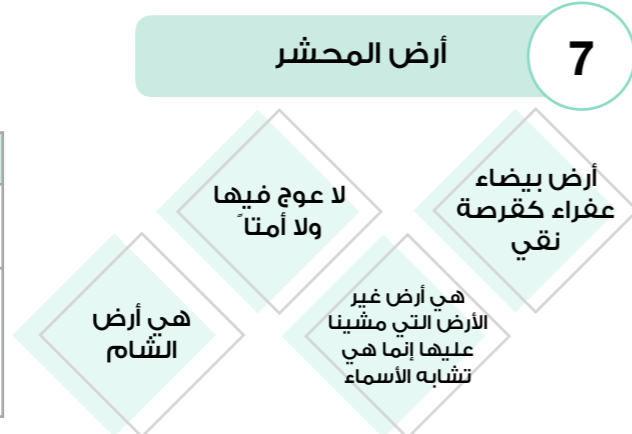 7
أرض المحشر
أرض بيضاء
عفراء كقرصة
نقي
لا عوج فيها
ولا أمتاً
هي أرض غير
الأرض التي مشينا
عليها إنما هي
تشابه الأسماء
هي أرض
الشام